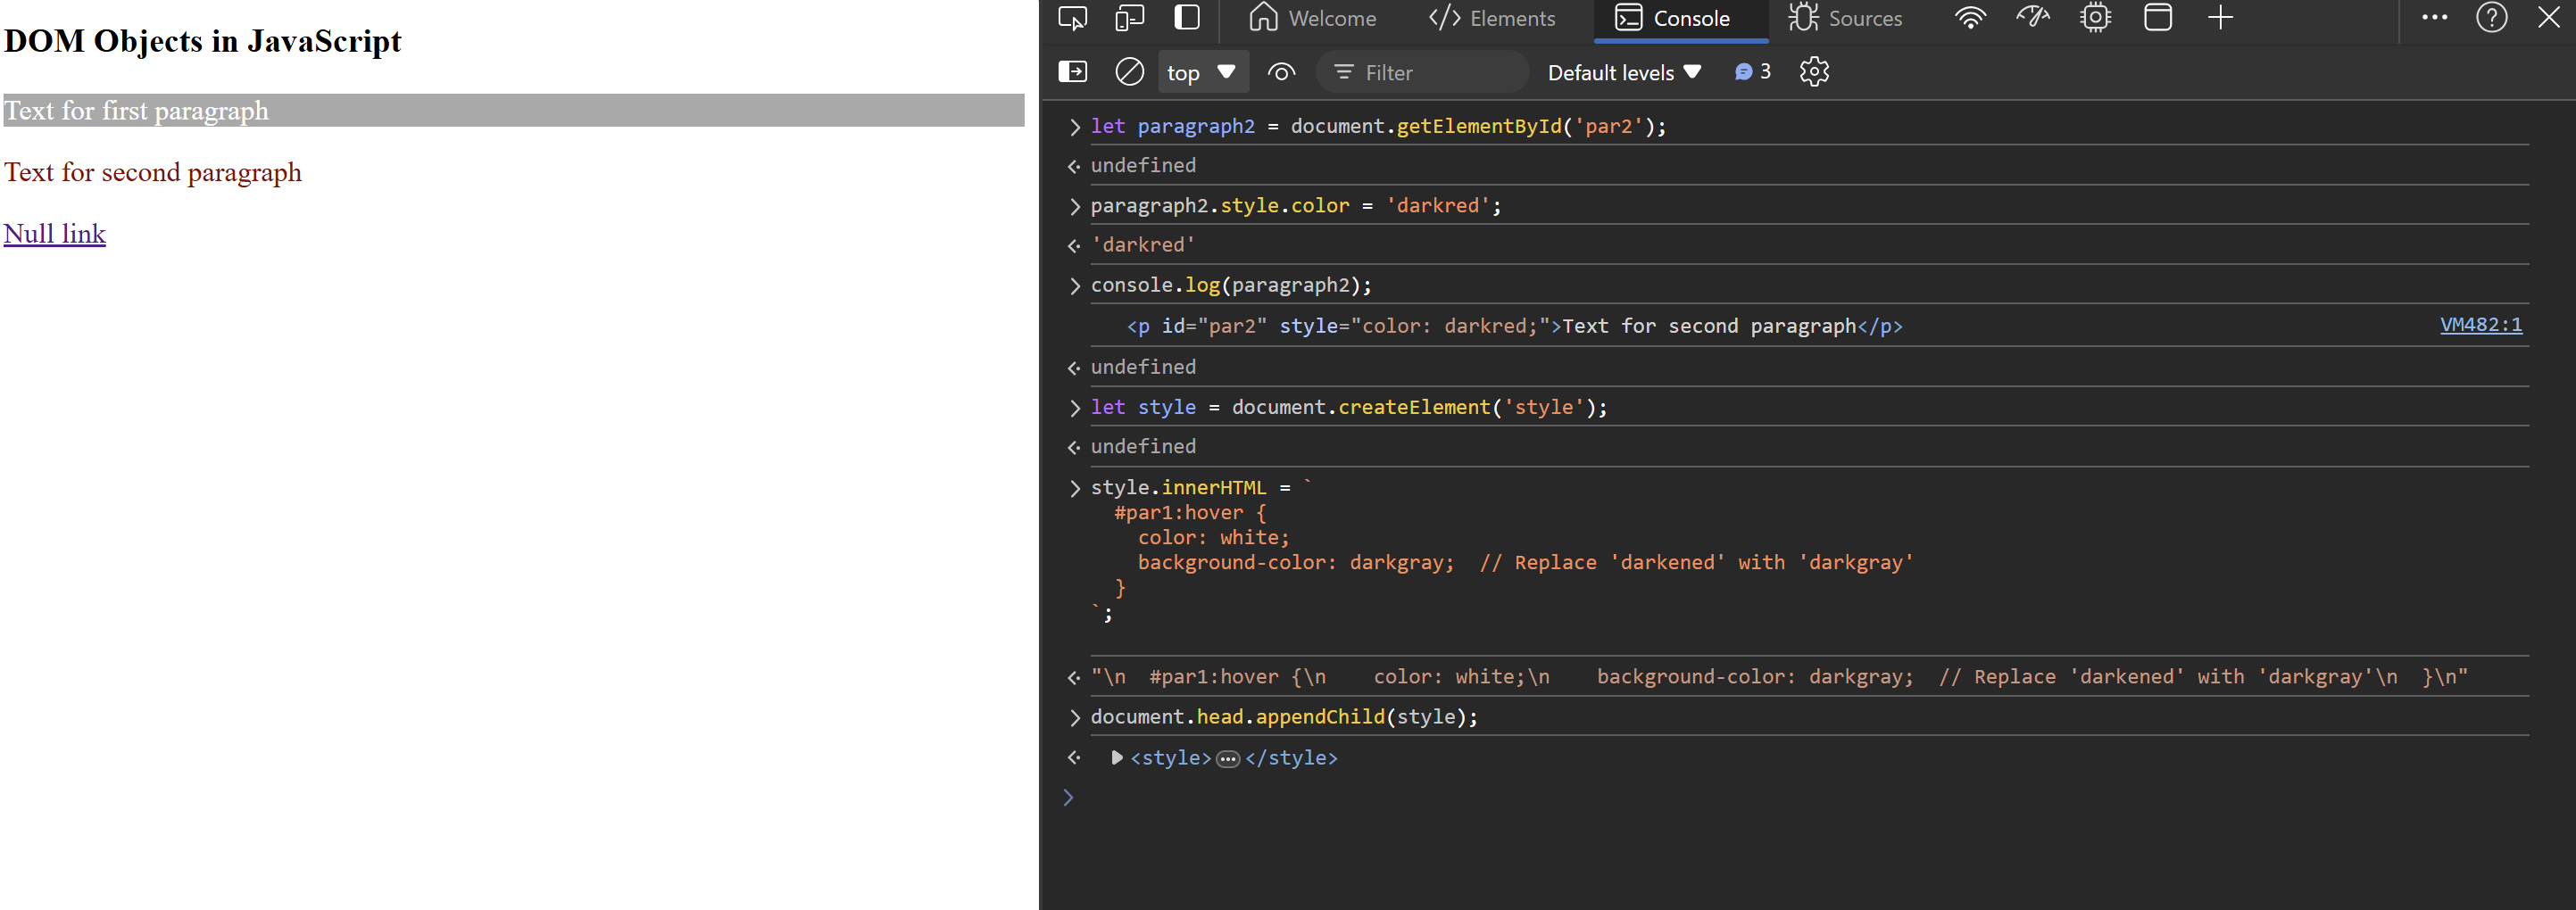 DOM Objects in JavaScript
Text for first paragraph
Text for second paragraph
Null link
Welcome
</> Elements
Console
Sources
top
Filter
Default levels
3
let paragraph2 = document.getElementById('par2');
undefined
paragraph2.style.color = 'darkred';
'darkred'
console.log(paragraph2);
<p id="par2" style="color: darkred;">Text for second paragraph</p>
VM482:1
undefined
let style = document.createElement('style');
undefined
style.innerHTML = `
  #par1:hover {
    color: white;
    background-color: darkgray;  // Replace 'darkened' with 'darkgray'
  }
`;
"\n  #par1:hover {\n    color: white;\n    background-color: darkgray;  // Replace 'darkened' with 'darkgray'\n  }\n"
document.head.appendChild(style);
<style>…</style>